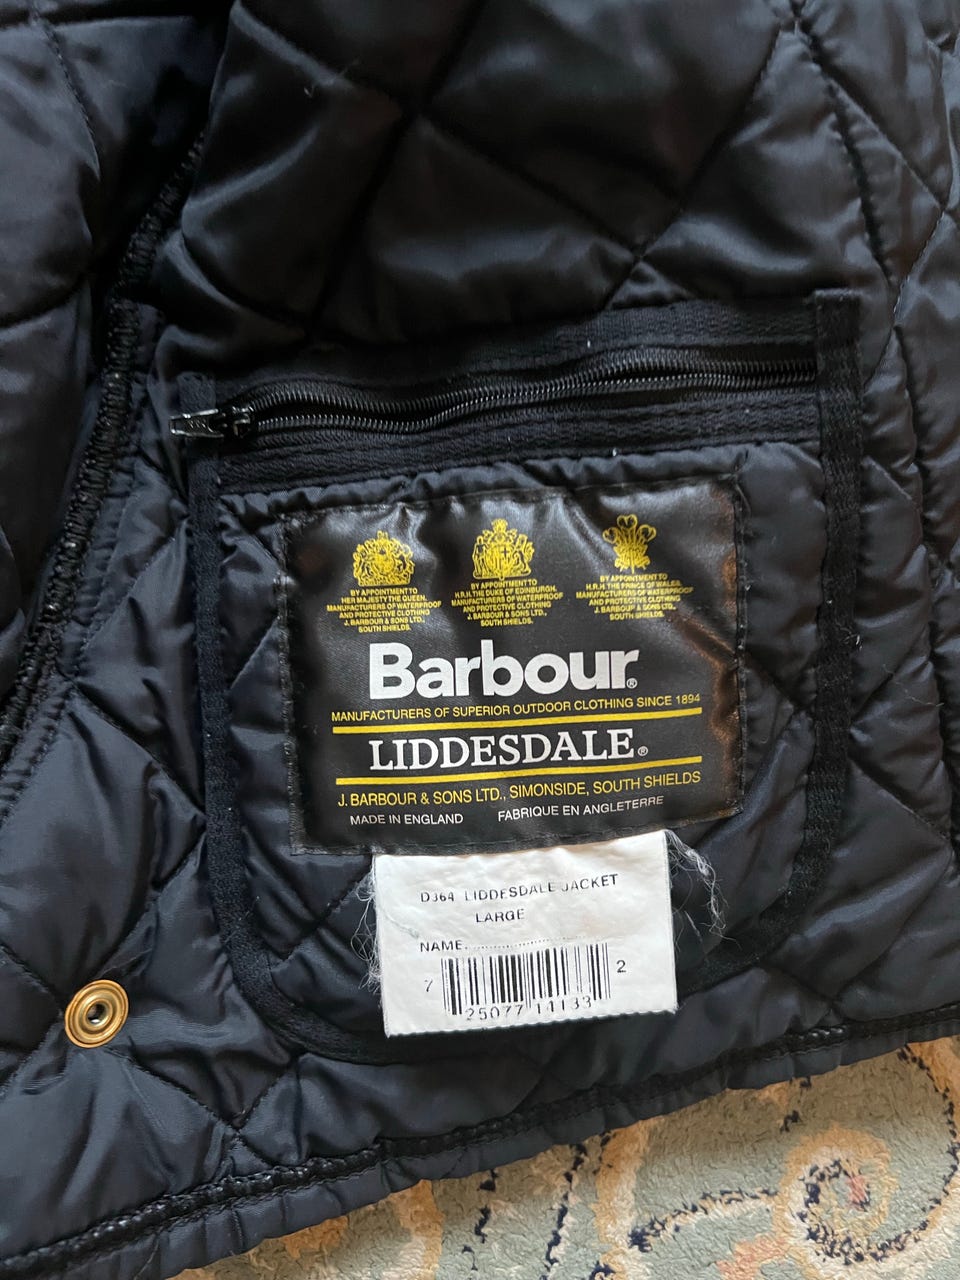 BY APPOINTMENT TO
HER MAJESTY THE QUEEN.
MANUFACTURERS OF WATERPROOF
AND PROTECTIVE CLOTHING
J. BARBOUR & SONS LTD.,
SOUTH SHIELDS.
BY APPOINTMENT TO
H.R.H. THE DUKE OF EDINBURGH.
MANUFACTURERS OF WATERPROOF
AND PROTECTIVE CLOTHING
J. BARBOUR & SONS LTD.,
SOUTH SHIELDS.
BY APPOINTMENT TO
H.R.H. THE PRINCE OF WALES.
MANUFACTURERS OF WATERPROOF
AND PROTECTIVE CLOTHING
J. BARBOUR & SONS LTD.,
SOUTH SHIELDS.
Barbour®
MANUFACTURERS OF SUPERIOR OUTDOOR CLOTHING SINCE 1894
LIDDESDALE®
J. BARBOUR & SONS LTD., SIMONSIDE, SOUTH SHIELDS
MADE IN ENGLAND FABRIQUE EN ANGLETERRE
D364 LIDDESDALE JACKET
LARGE
NAME......................
7 25077 14133 2